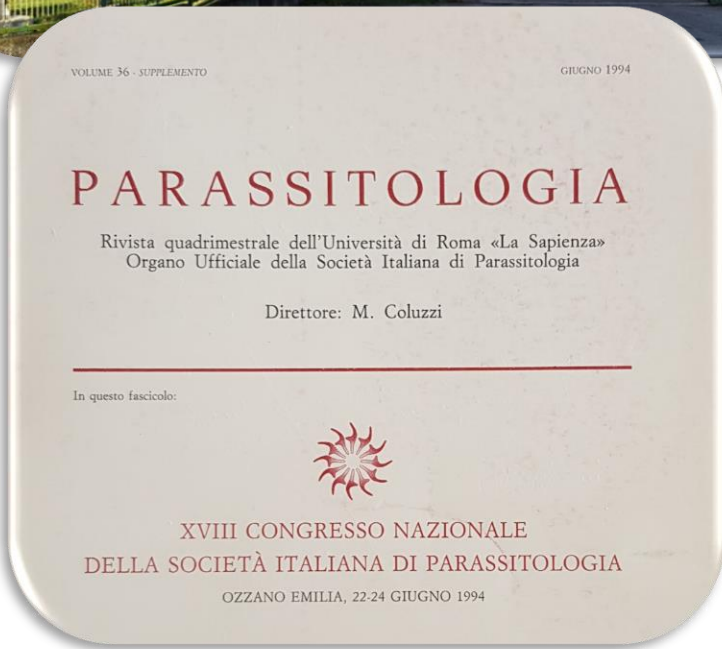 VOLUME 36 - SUPPLEMENTO
GIUGNO 1994
PARASSITOLOGIA
Rivista quadrimestrale dell'Università di Roma «La Sapienza»
Organo Ufficiale della Società Italiana di Parassitologia
Direttore: M. Coluzzi
In questo fascicolo:
XVIII CONGRESSO NAZIONALE
DELLA SOCIETÀ ITALIANA DI PARASSITOLOGIA
OZZANO EMILIA, 22-24 GIUGNO 1994